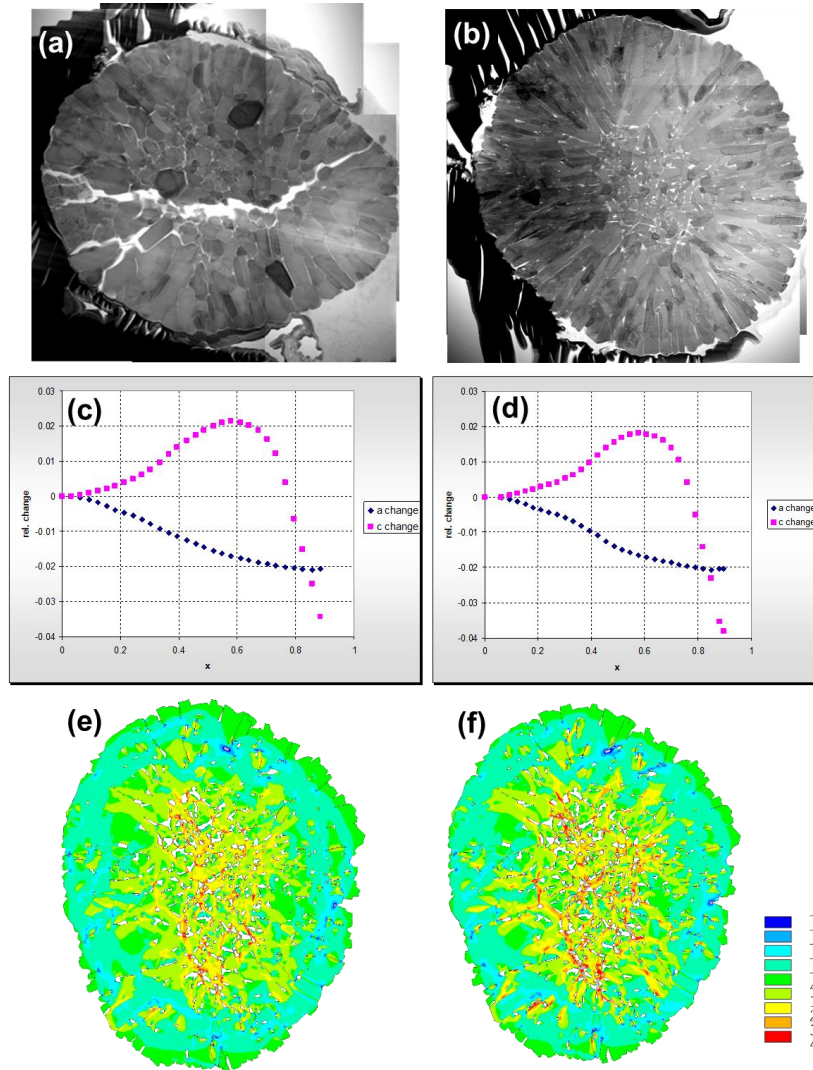 (a)
(b)
(c)
0.03
0.02
0.01
0
-0.01
-0.02
-0.03
-0.04
rel. change
0 0.2 0.4 0.6 0.8 1
x
a change
c change
(d)
0.03
0.02
0.01
0
-0.01
-0.02
-0.03
-0.04
rel. change
0 0.2 0.4 0.6 0.8 1
x
a change
c change
(e)
(f)